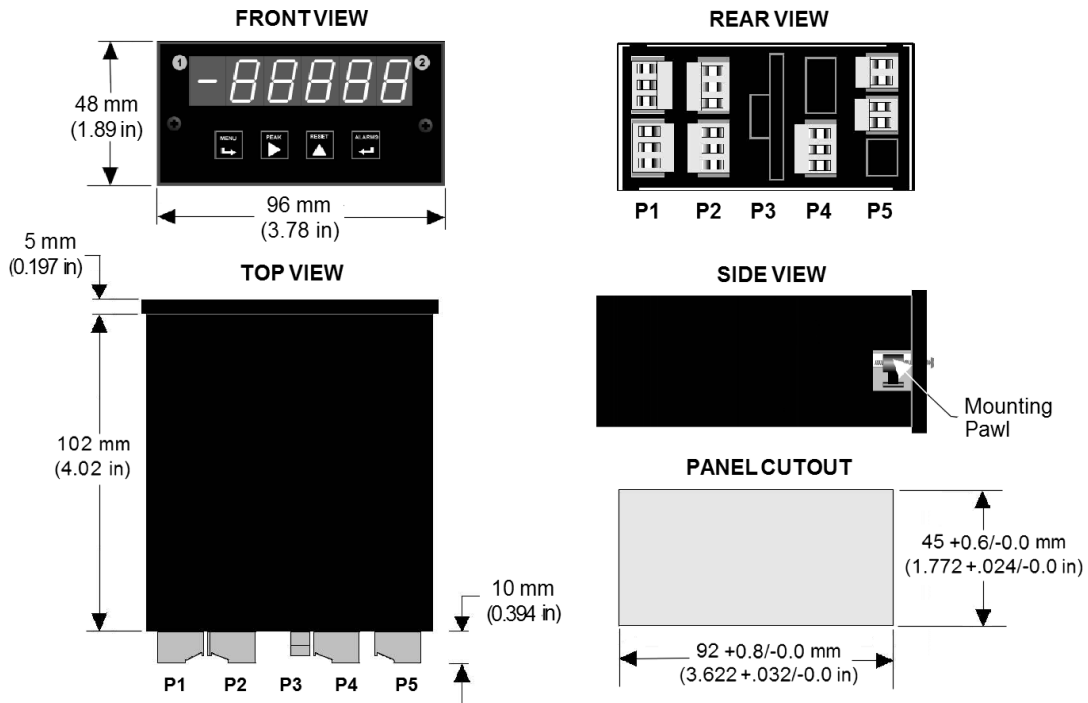 FRONT VIEW
1
2
-88888
MENU
PEAK
RESET
ALARMS
48 mm
(1.89 in)
96 mm
(3.78 in)
REAR VIEW
P1
P2
P3
P4
P5
5 mm
(0.197 in)
TOP VIEW
102 mm
(4.02 in)
10 mm
(0.394 in)
P1
P2
P3
P4
P5
SIDE VIEW
Mounting
Pawl
PANEL CUTOUT
45 +0.6/-0.0 mm
(1.772 +.024/-0.0 in)
92 +0.8/-0.0 mm
(3.622 +.032/-0.0 in)